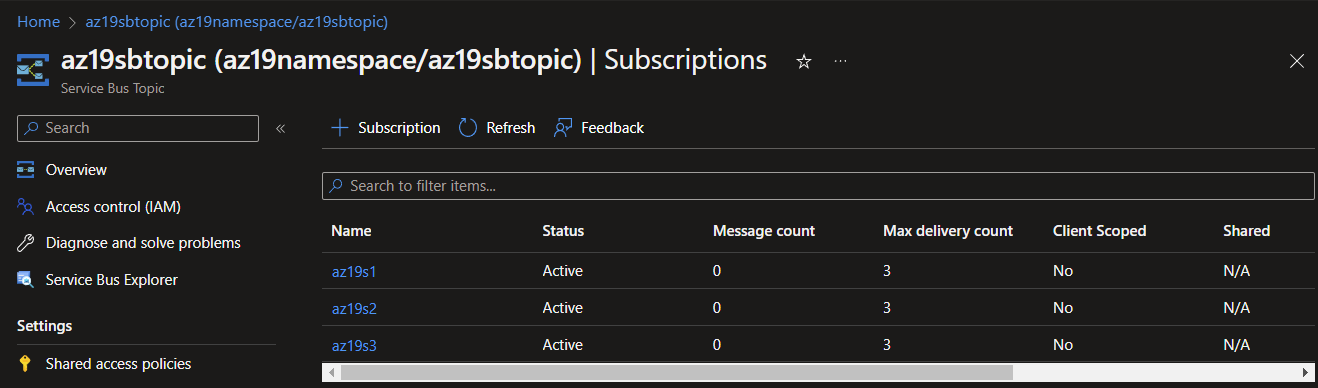 Home > az19sbtopic (az19namespace/az19sbtopic)
az19sbtopic (az19namespace/az19sbtopic) | Subscriptions
Service Bus Topic
Search
Overview
Access control (IAM)
Diagnose and solve problems
Service Bus Explorer
Settings
Shared access policies
Subscription Refresh Feedback
Search to filter items...
Name Status Message count Max delivery count Client Scoped Shared
az19s1 Active 0 3 No N/A
az19s2 Active 0 3 No N/A
az19s3 Active 0 3 No N/A